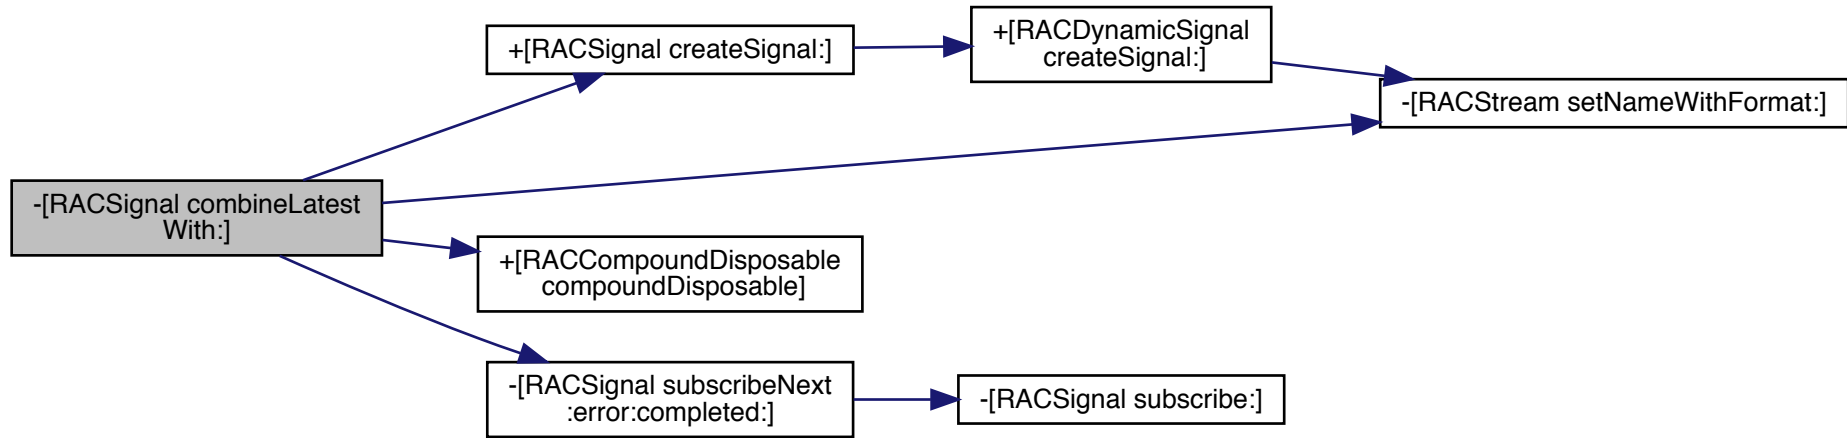 -[RACSignal combineLatest
With:]
+[RACSignal createSignal:]
+[RACDynamicSignal
createSignal:]
-[RACStream setNameWithFormat:]
+[RACCompoundDisposable
compoundDisposable]
-[RACSignal subscribeNext
:error:completed:]
-[RACSignal subscribe:]